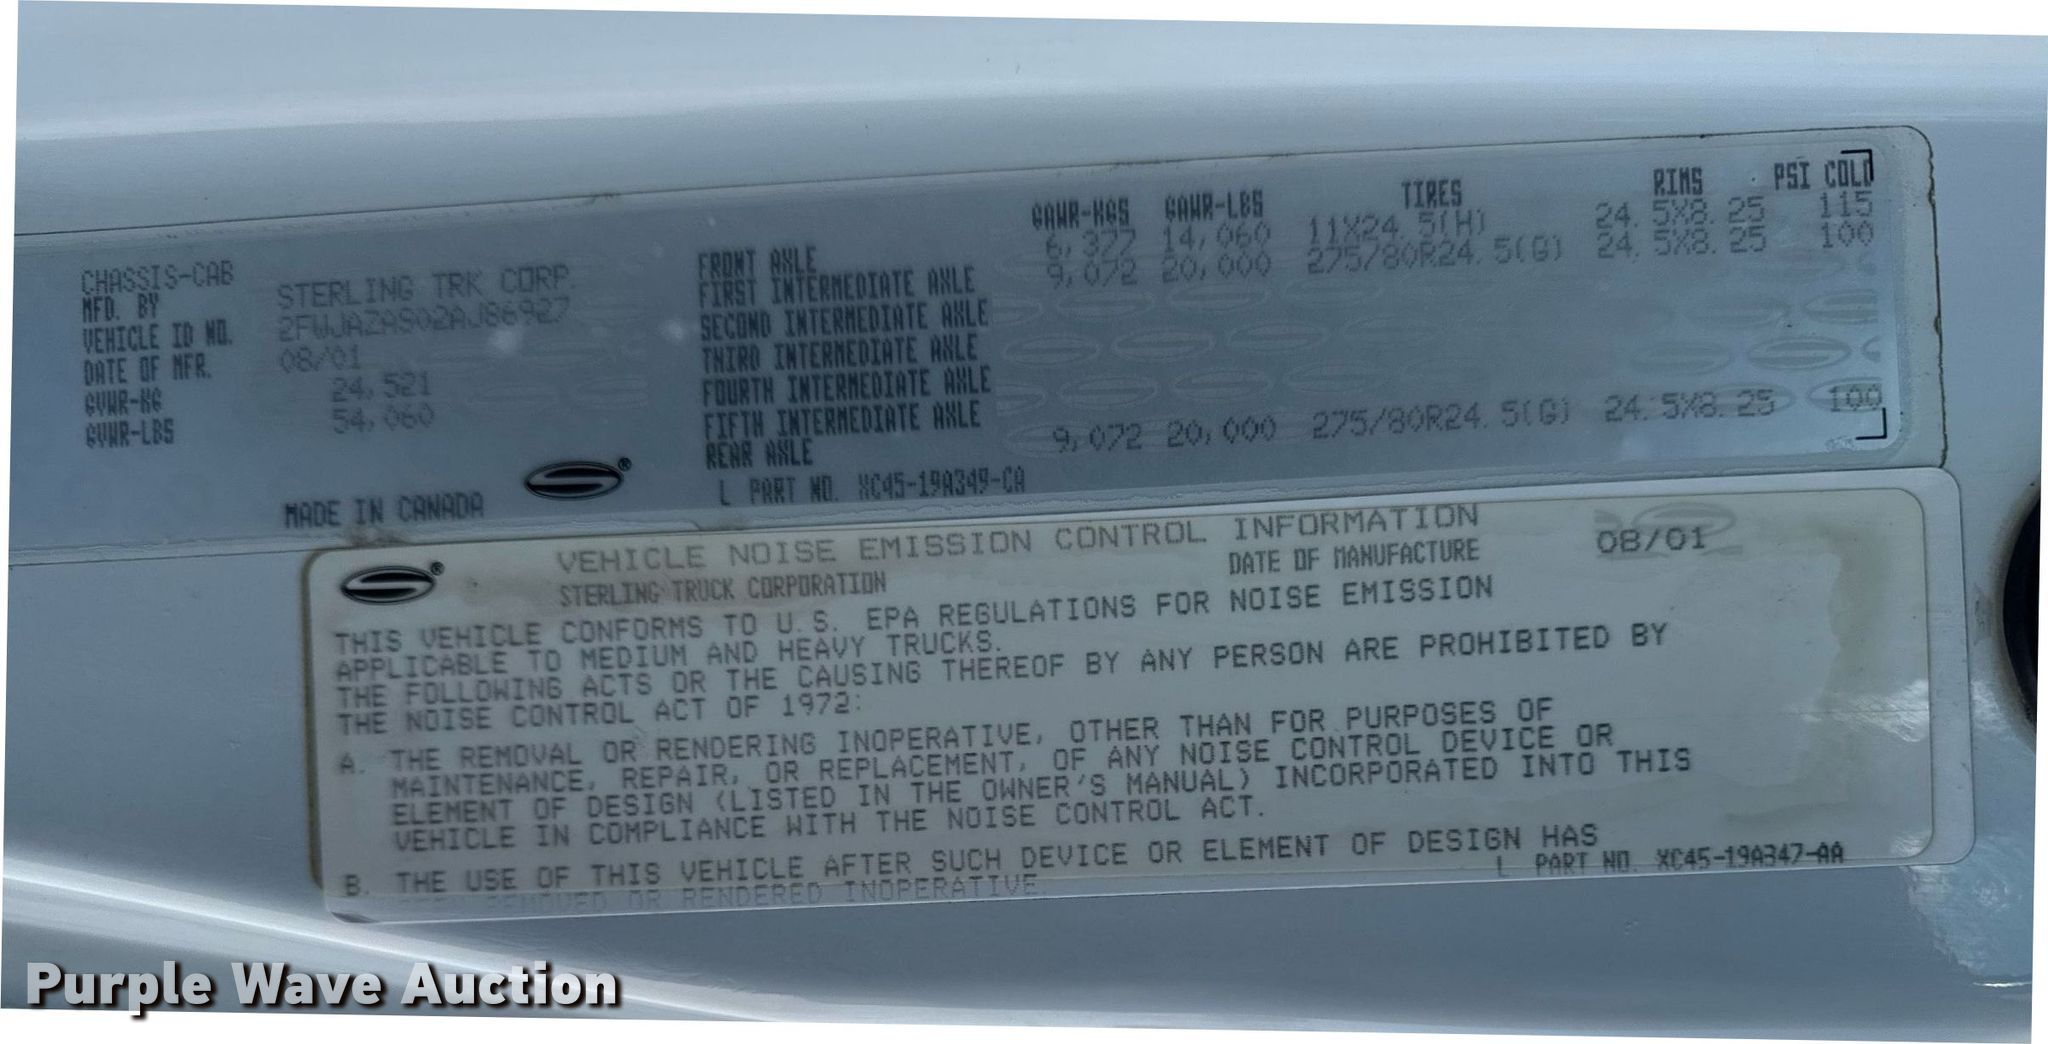 CHASSIS-CAB
MFD. BY STERLING TRK CORP
VEHICLE ID NO. 2FWJAZAS02AJ86927
DATE OF MFR. 08/01
GVWR-KG 24,521
GVWR-LBS 54,060
MADE IN CANADA
GAWR-KGS GAWR-LBS TIRES RIMS PSI COLD
FRONT AXLE 6,377 14,060 11X24.5(H) 24.5X8.25 115
FIRST INTERMEDIATE AXLE 9,072 20,000 275/80R24.5(G) 24.5X8.25 100
SECOND INTERMEDIATE AXLE
THIRD INTERMEDIATE AXLE
FOURTH INTERMEDIATE AXLE
FIFTH INTERMEDIATE AXLE
REAR AXLE 9,072 20,000 275/80R24.5(G) 24.5X8.25 100
L PART NO. XC45-19A349-CA
VEHICLE NOISE EMISSION CONTROL INFORMATION
STERLING TRUCK CORPORATION DATE OF MANUFACTURE 08/01
THIS VEHICLE CONFORMS TO U.S. EPA REGULATIONS FOR NOISE EMISSION
APPLICABLE TO MEDIUM AND HEAVY TRUCKS.
THE FOLLOWING ACTS OR THE CAUSING THEREOF BY ANY PERSON ARE PROHIBITED BY
THE NOISE CONTROL ACT OF 1972:
A. THE REMOVAL OR RENDERING INOPERATIVE, OTHER THAN FOR PURPOSES OF
MAINTENANCE, REPAIR, OR REPLACEMENT, OF ANY NOISE CONTROL DEVICE OR
ELEMENT OF DESIGN (LISTED IN THE OWNER'S MANUAL) INCORPORATED INTO THIS
VEHICLE IN COMPLIANCE WITH THE NOISE CONTROL ACT.
B. THE USE OF THIS VEHICLE AFTER SUCH DEVICE OR ELEMENT OF DESIGN HAS
BEEN REMOVED OR RENDERED INOPERATIVE.
L PART NO. XC45-19A347-AA
Purple Wave Auction